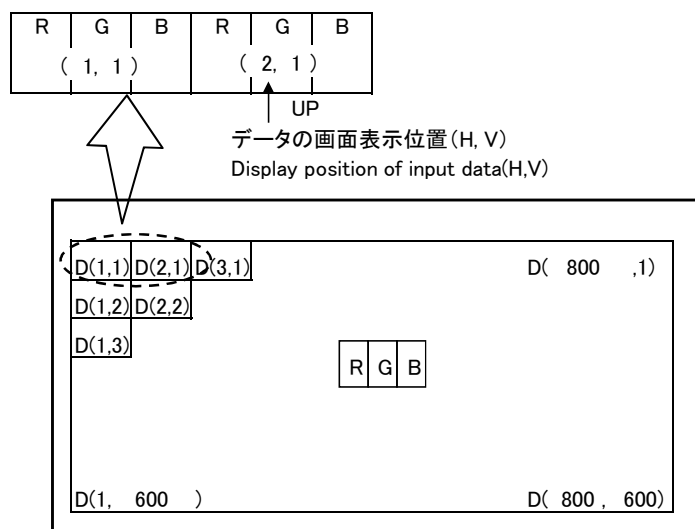 R G B R G B
( 1, 1 ) ( 2, 1 )
UP
データの画面表示位置(H, V)
Display position of input data(H,V)
D(1,1) D(2,1) D(3,1) D( 800 ,1)
D(1,2) D(2,2)
D(1,3)
R G B
D(1, 600 ) D( 800 , 600)